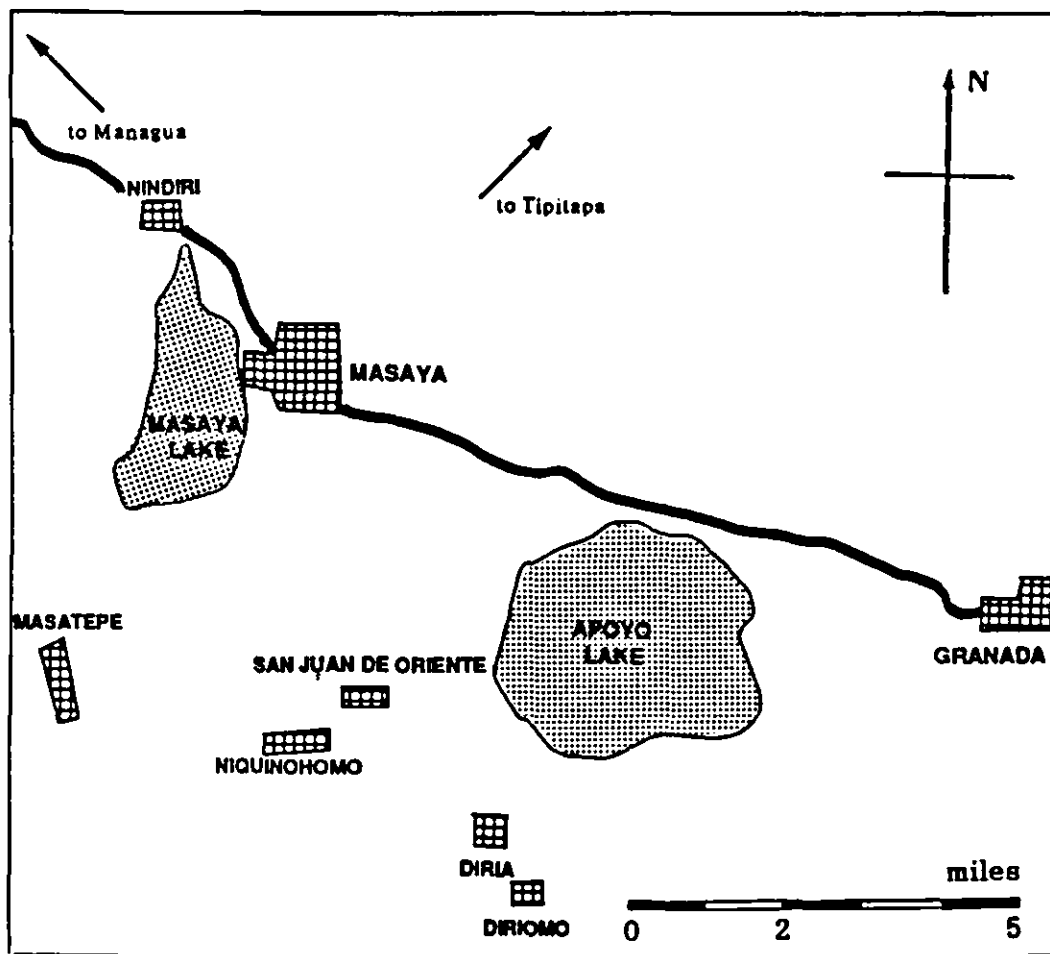 N
to Managua
NINDIRI
to Tipitapa
MASAYA
MASAYA
LAKE
MASATEPE
APOYO
LAKE
SAN JUAN DE ORIENTE
GRANADA
NIQUINOHOMO
DIRIA
miles
DIRIOMO
0 2 5